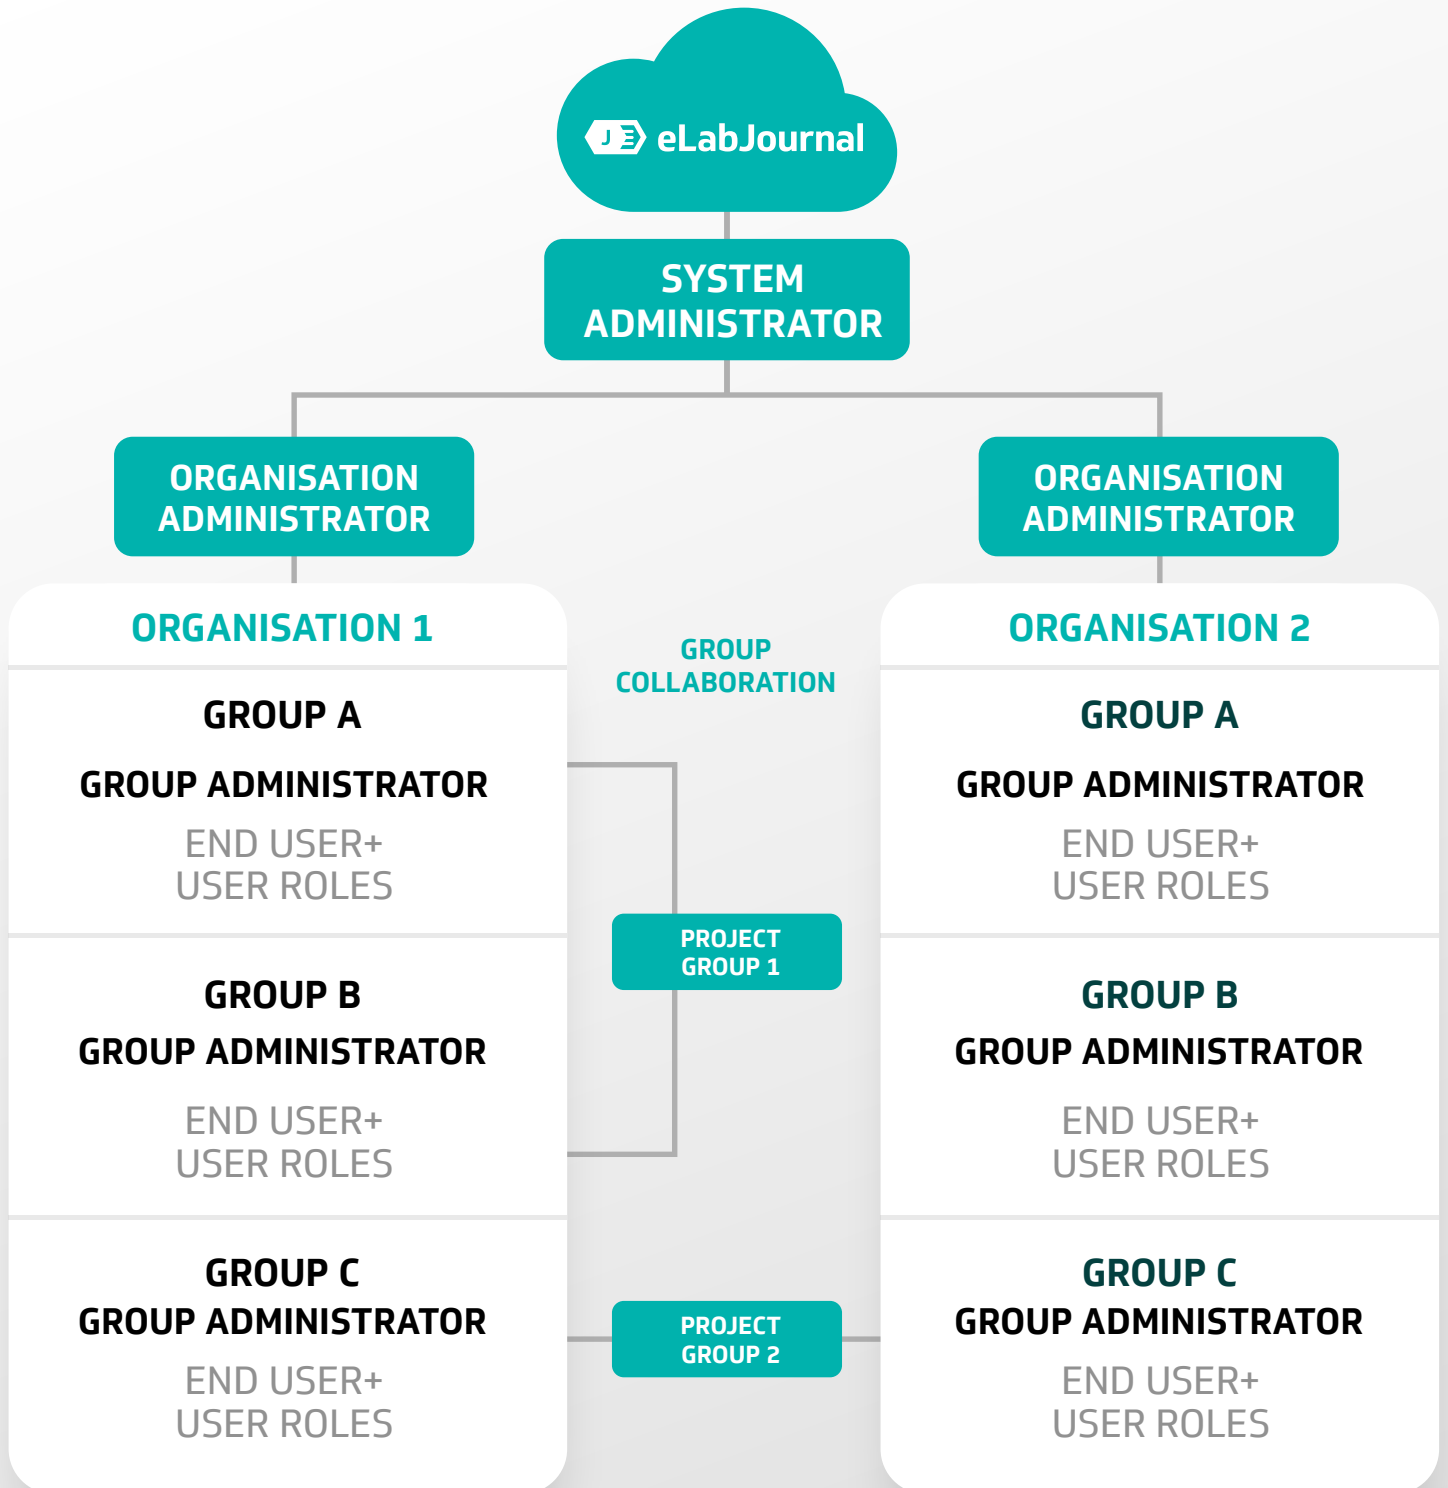 JE eLabJournal
SYSTEM
ADMINISTRATOR
ORGANISATION
ADMINISTRATOR
ORGANISATION
ADMINISTRATOR
ORGANISATION 1
GROUP A
GROUP ADMINISTRATOR
END USER+
USER ROLES
GROUP B
GROUP ADMINISTRATOR
END USER+
USER ROLES
GROUP C
GROUP ADMINISTRATOR
END USER+
USER ROLES
GROUP
COLLABORATION
PROJECT
GROUP 1
PROJECT
GROUP 2
ORGANISATION 2
GROUP A
GROUP ADMINISTRATOR
END USER+
USER ROLES
GROUP B
GROUP ADMINISTRATOR
END USER+
USER ROLES
GROUP C
GROUP ADMINISTRATOR
END USER+
USER ROLES